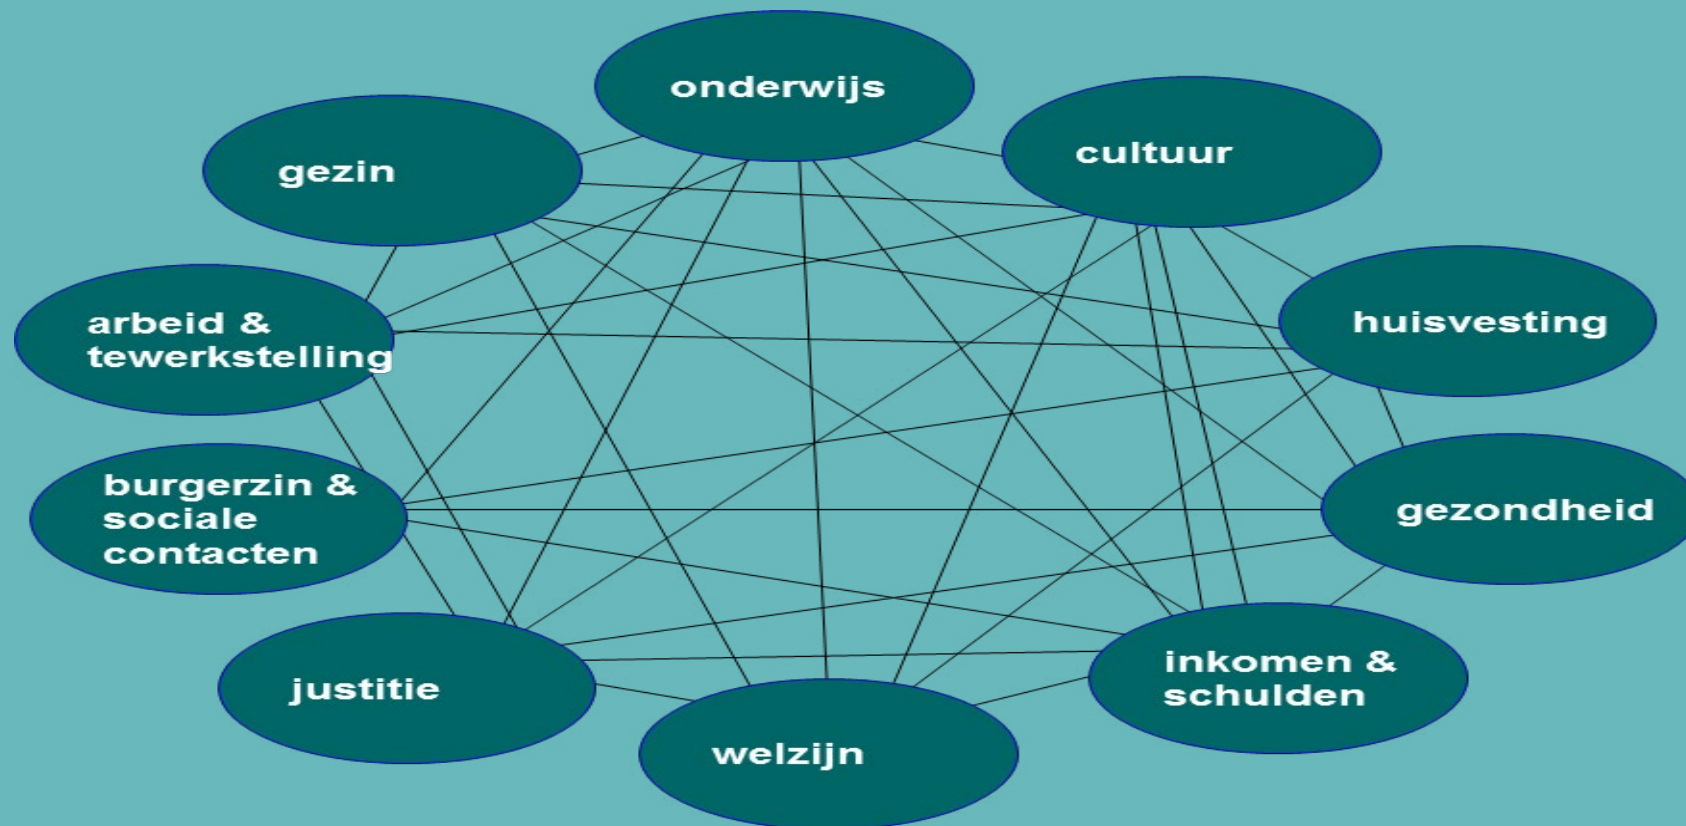 onderwijs
cultuur
gezin
huisvesting
arbeid &
tewerkstelling
gezondheid
burgerzin &
sociale
contacten
inkomen &
schulden
justitie
welzijn